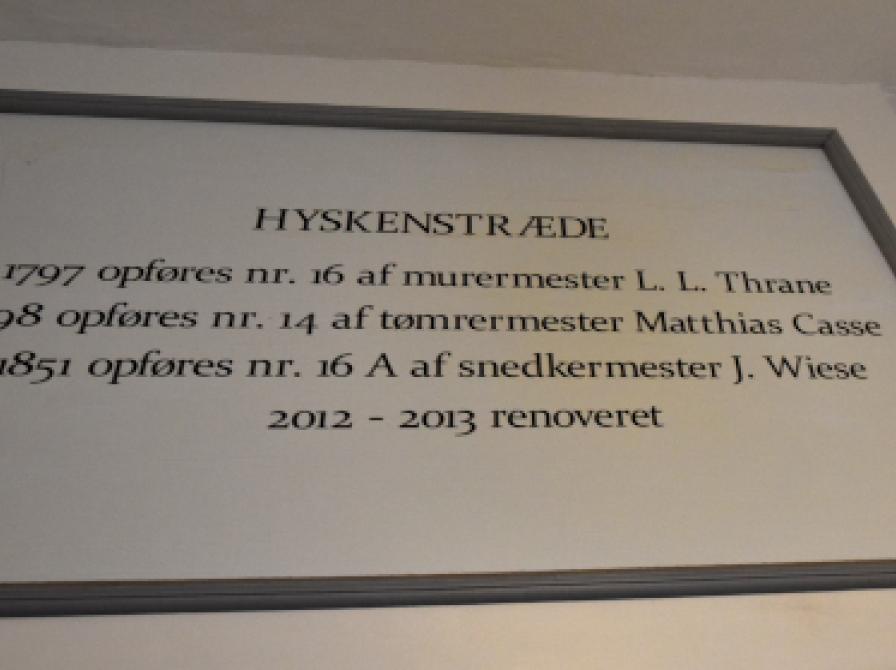 HYSKENSTRÆDE
1797 opføres nr. 16 af murermester L. L. Thrane
98 opføres nr. 14 af tømrermester Matthias Casse
1851 opføres nr. 16 A af snedkermester J. Wiese
2012 - 2013 renoveret